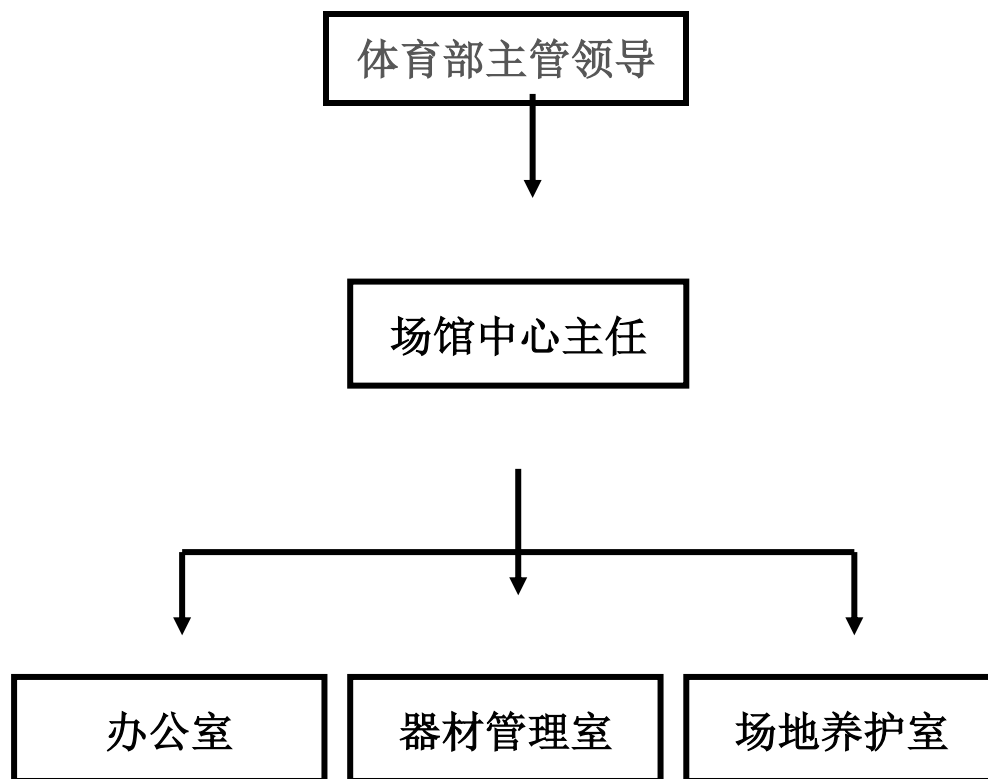 体育部主管领导
场馆中心主任
办公室
器材管理室
场地养护室